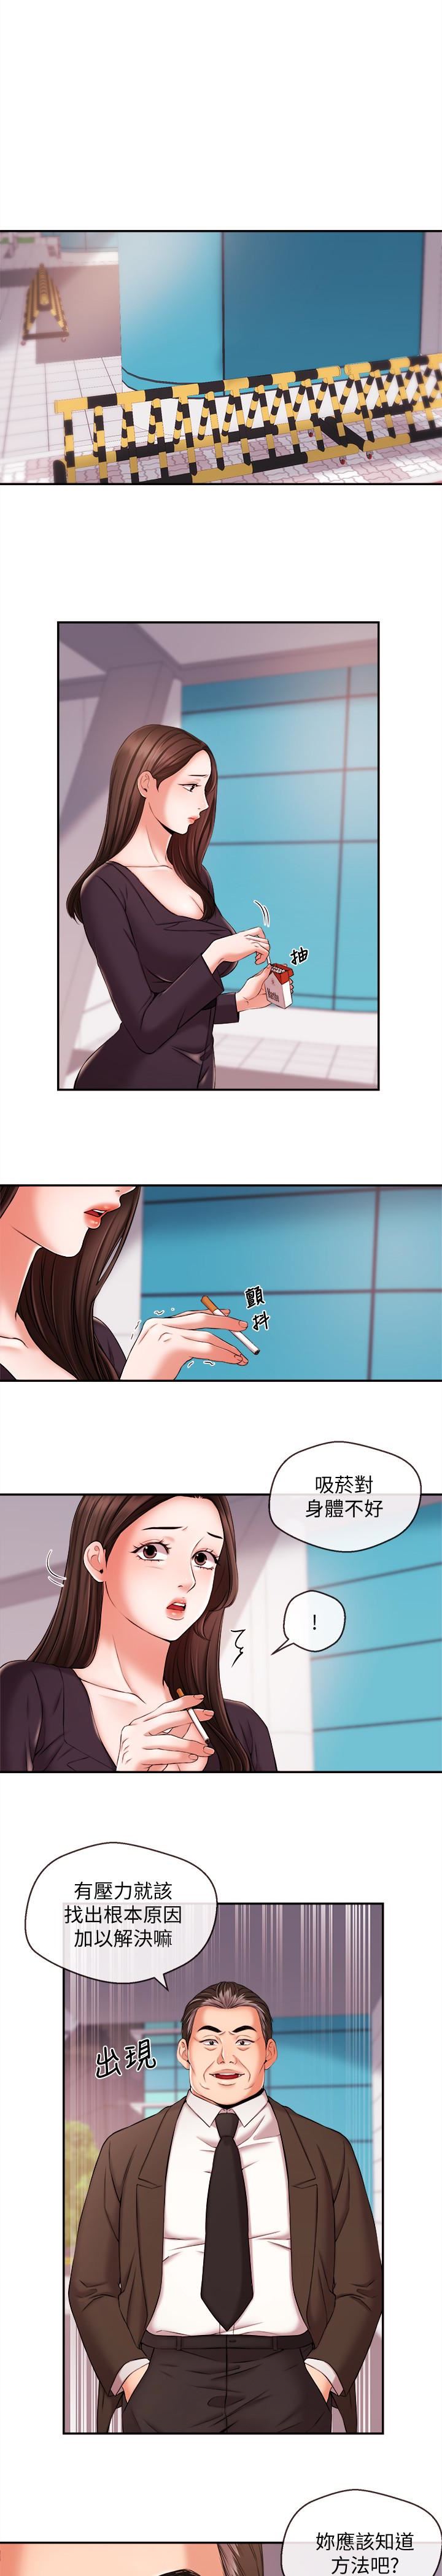 抽
Marlin
顫
抖
吸菸對
身體不好
!
有壓力就該
找出根本原因
加以解決嘛
出現
妳應該知道
方法吧?